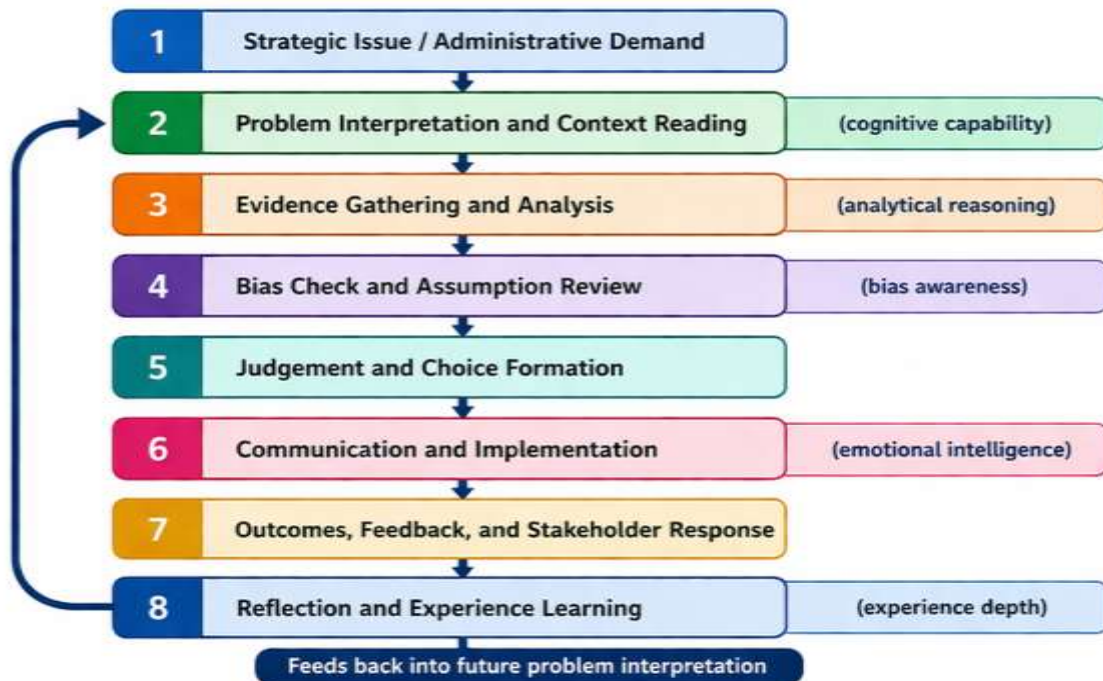 1 Strategic Issue / Administrative Demand
2 Problem Interpretation and Context Reading (cognitive capability)
3 Evidence Gathering and Analysis (analytical reasoning)
4 Bias Check and Assumption Review (bias awareness)
5 Judgement and Choice Formation
6 Communication and Implementation (emotional intelligence)
7 Outcomes, Feedback, and Stakeholder Response
8 Reflection and Experience Learning (experience depth)
Feeds back into future problem interpretation